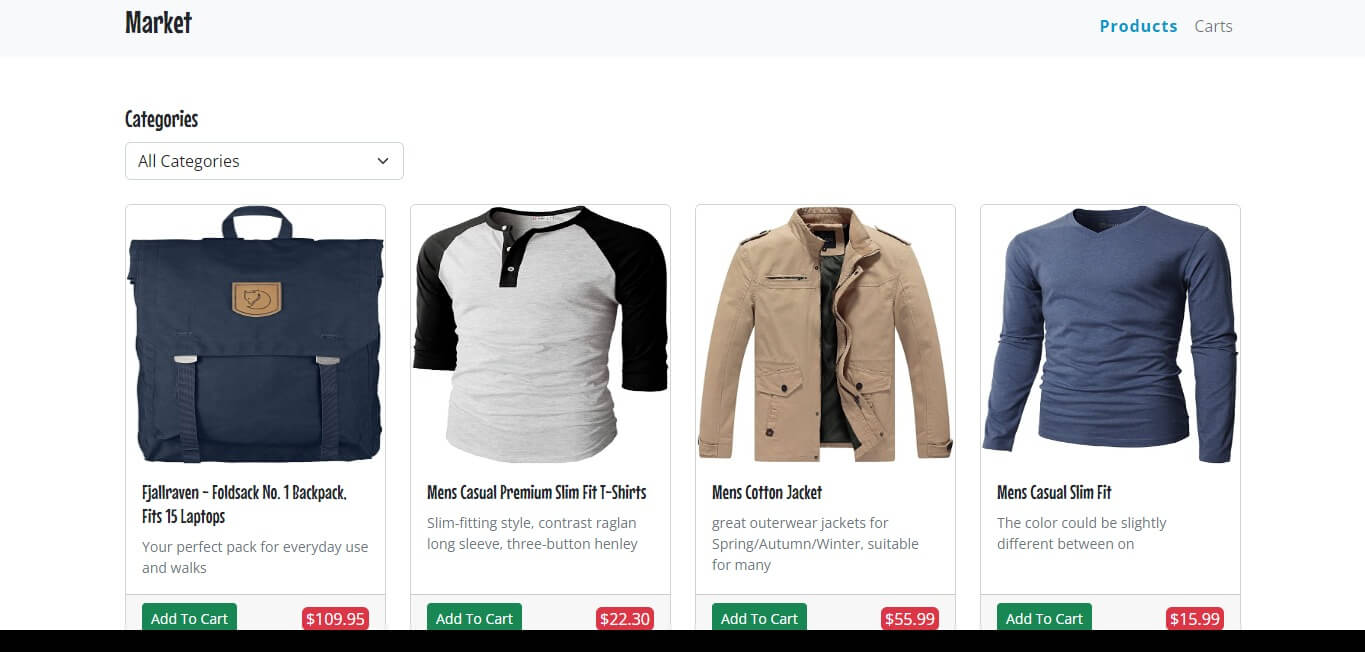 Market
Products Carts
Categories
All Categories
Fjallraven - Foldsack No. 1 Backpack,
Fits 15 Laptops
Your perfect pack for everyday use
and walks
Add To Cart $109.95
Mens Casual Premium Slim Fit T-Shirts
Slim-fitting style, contrast raglan
long sleeve, three-button henley
Add To Cart $22.30
Mens Cotton Jacket
great outerwear jackets for
Spring/Autumn/Winter, suitable
for many
Add To Cart $55.99
Mens Casual Slim Fit
The color could be slightly
different between on
Add To Cart $15.99